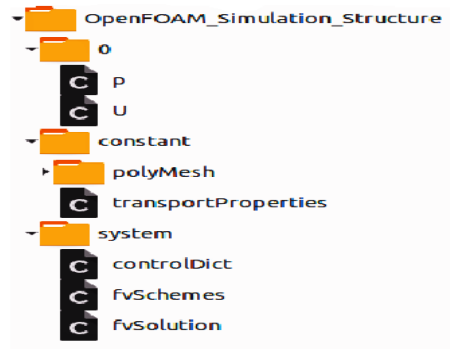 OpenFOAM_Simulation_Structure
0
p
U
constant
polyMesh
transportProperties
system
controlDict
fvSchemes
fvSolution